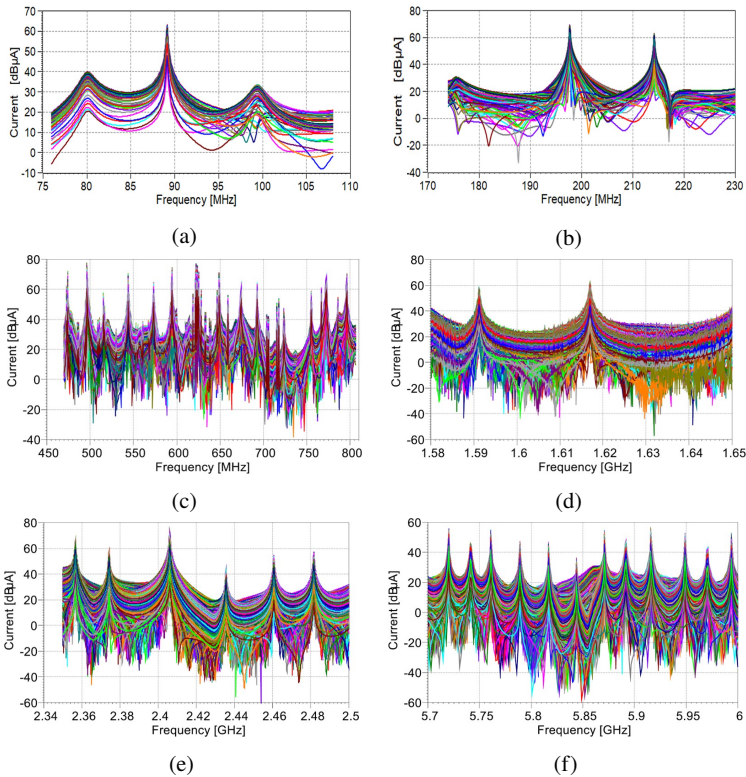 70
60
50
40
30
20
10
0
-10
Current [dBµA]
75 80 85 90 95 100 105 110
Frequency [MHz]
(a)
80
60
40
20
0
-20
-40
Current [dBµA]
170 180 190 200 210 220 230
Frequency [MHz]
(b)
80
60
40
20
0
-20
-40
Current [dBµA]
450 500 550 600 650 700 750 800
Frequency [MHz]
(c)
80
60
40
20
0
-20
-40
-60
Current [dBµA]
1.58 1.59 1.6 1.61 1.62 1.63 1.64 1.65
Frequency [GHz]
(d)
80
60
40
20
0
-20
-40
-60
Current [dBµA]
2.34 2.36 2.38 2.4 2.42 2.44 2.46 2.48 2.5
Frequency [GHz]
(e)
60
40
20
0
-20
-40
-60
Current [dBµA]
5.7 5.75 5.8 5.85 5.9 5.95 6
Frequency [GHz]
(f)